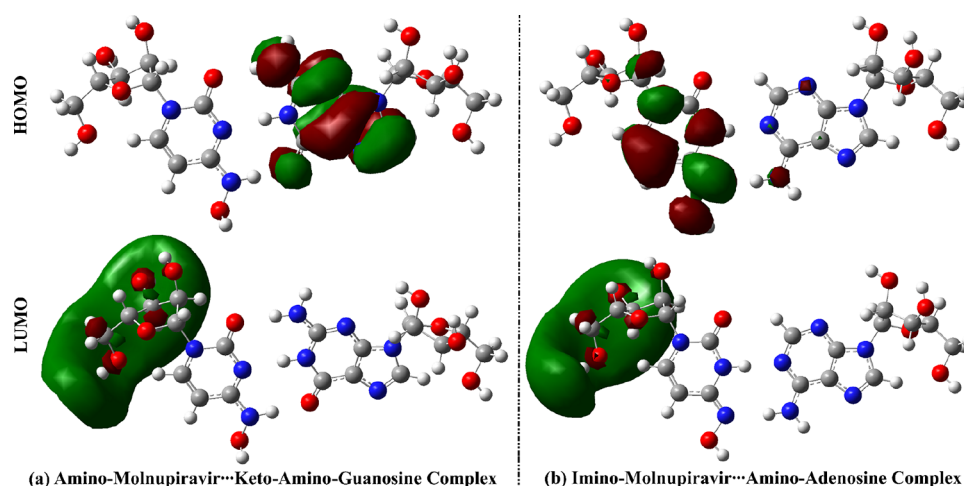 HOMO
LUMO
(a) Amino-Molnupiravir···Keto-Amino-Guanosine Complex
(b) Imino-Molnupiravir···Amino-Adenosine Complex